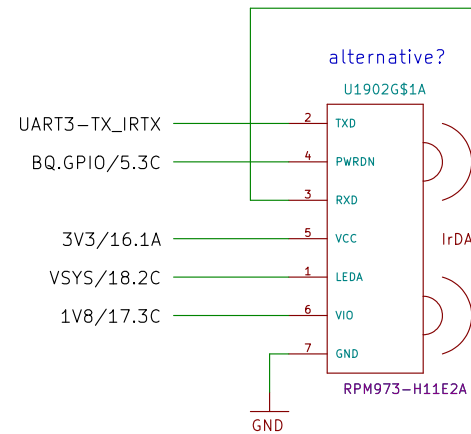 alternative?
U1902G$1A
UART3-TX_IRTX 2 TXD
BQ.GPIO/5.3C 4 PWRDN
3 RXD
3V3/16.1A 5 VCC IrDA
VSYS/18.2C 1 LEDA
1V8/17.3C 6 VIO
7 GND
RPM973-H11E2A
GND